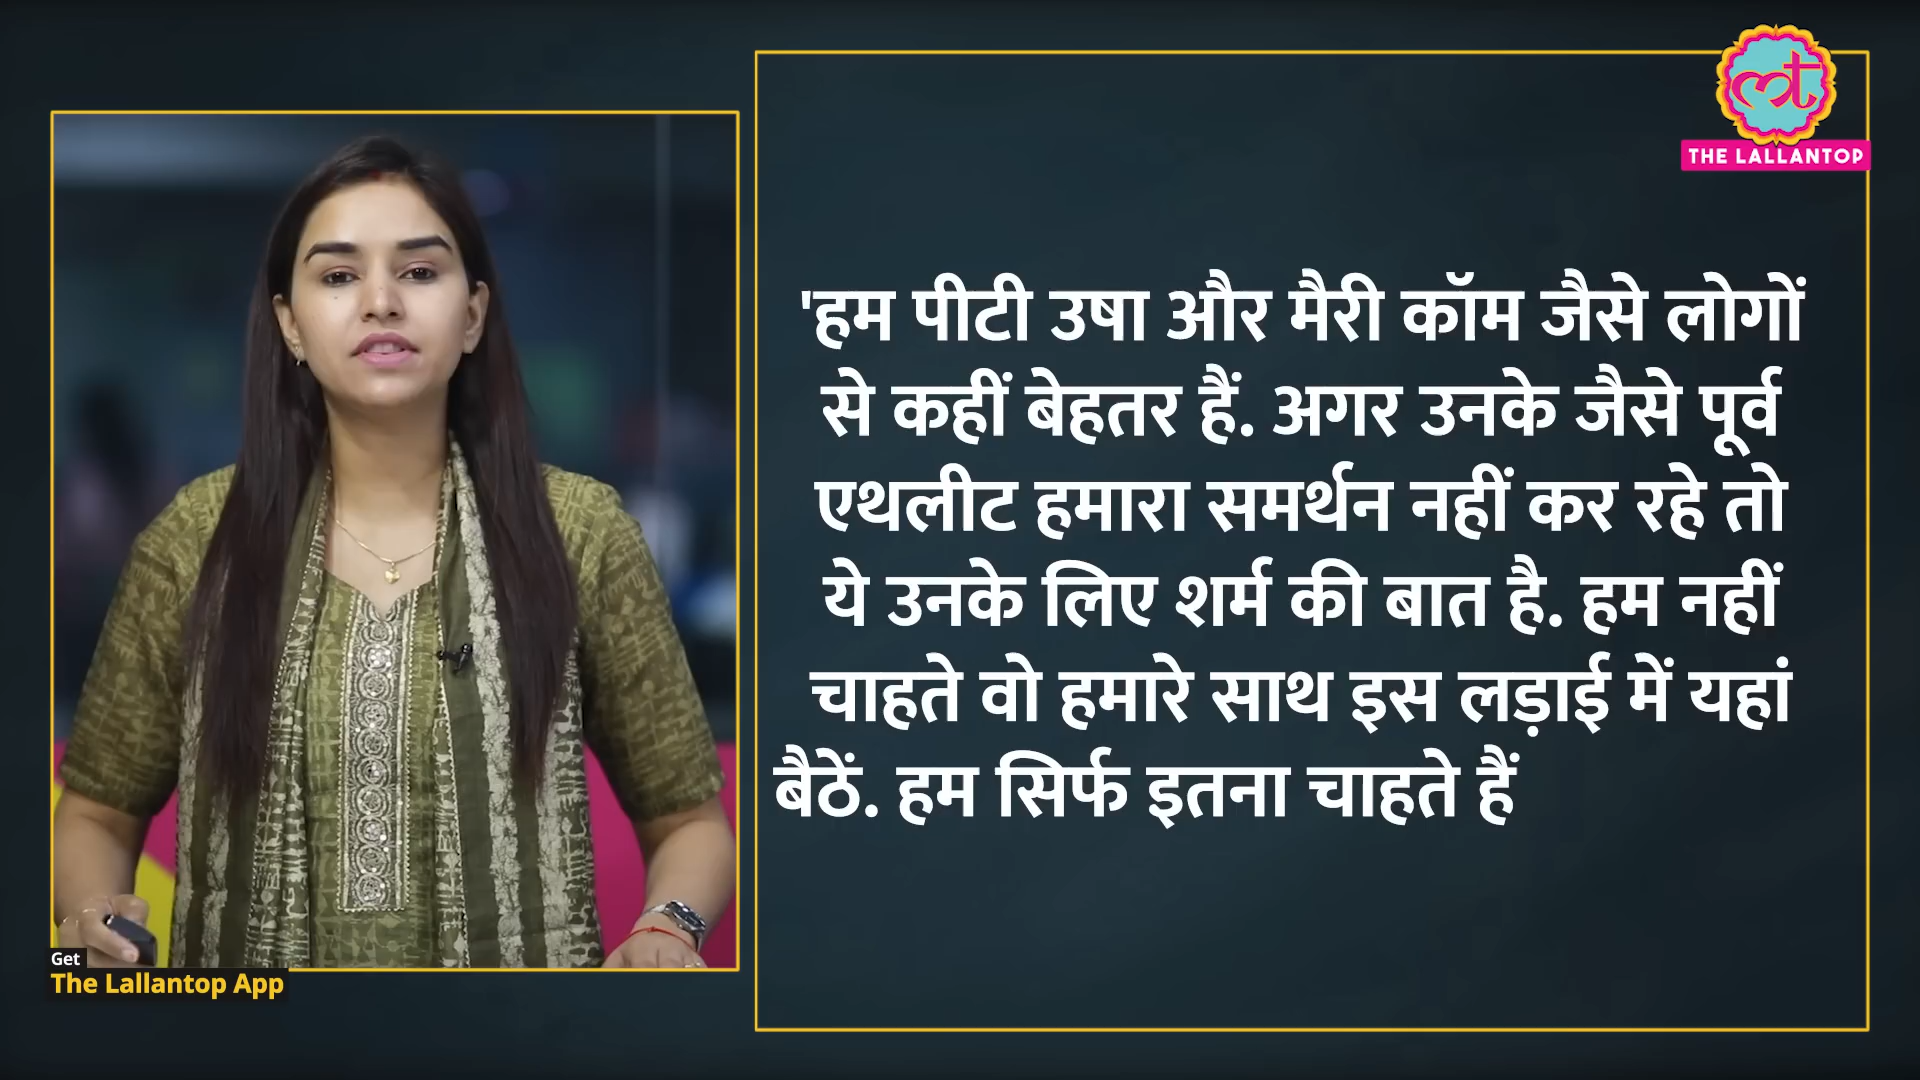 THE LALLANTOP
'हम पीटी उषा और मैरी कॉम जैसे लोगों
से कहीं बेहतर हैं. अगर उनके जैसे पूर्व
एथलीट हमारा समर्थन नहीं कर रहे तो
ये उनके लिए शर्म की बात है. हम नहीं
चाहते वो हमारे साथ इस लड़ाई में यहां
बैठें. हम सिर्फ इतना चाहते हैं
Get
The Lallantop App